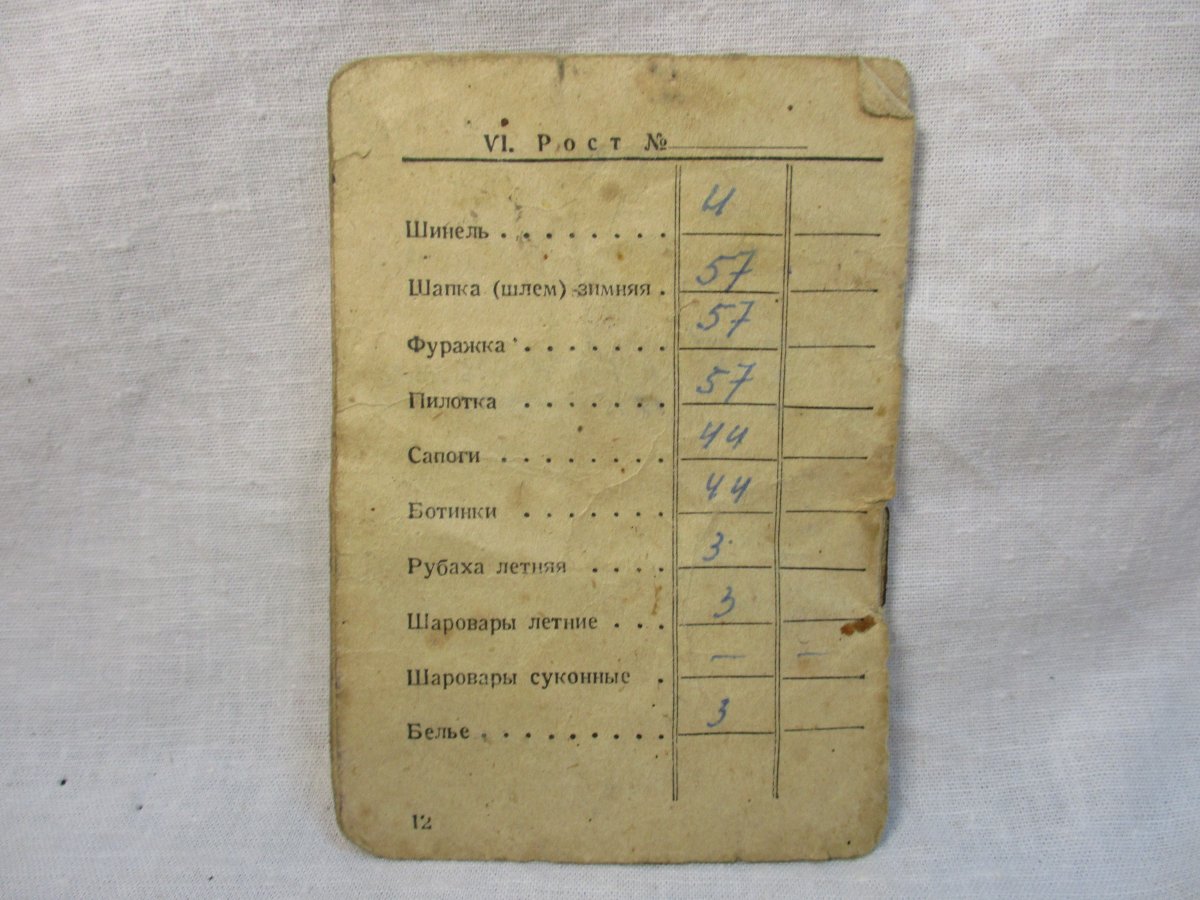 VI. Рост №
Шинель . . . . . . . . 4
Шапка (шлем) зимняя . 57
Фуражка . . . . . . . 57
Пилотка . . . . . . . 57
Сапоги . . . . . . . . 44
Ботинки . . . . . . . 44
Рубаха летняя . . . . 3
Шаровары летние . . . 3
Шаровары суконные . — —
Белье . . . . . . . . . 3
12